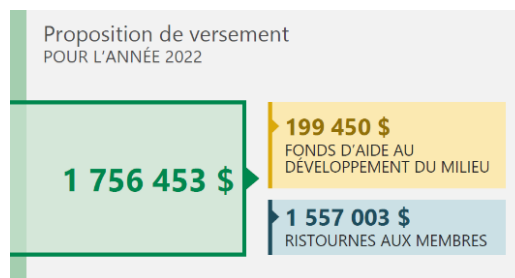 Proposition de versement
POUR L'ANNÉE 2022
1 756 453 $
199 450 $
FONDS D'AIDE AU
DÉVELOPPEMENT DU MILIEU
1 557 003 $
RISTOURNES AUX MEMBRES